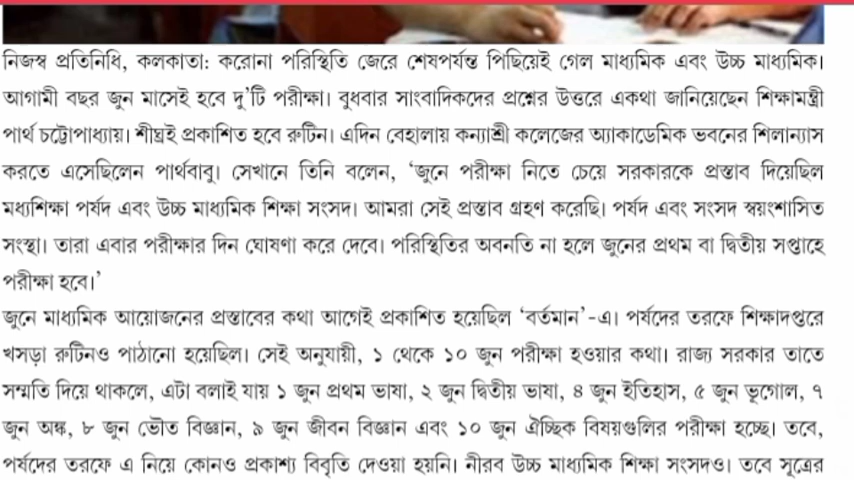 নিজস্ব প্রতিনিধি, কলকাতা: করোনা পরিস্থিতি জেরে শেষপর্যন্ত পিছিয়েই গেল মাধ্যমিক এবং উচ্চ মাধ্যমিক।
আগামী বছর জুন মাসেই হবে দু'টি পরীক্ষা। বুধবার সাংবাদিকদের প্রশ্নের উত্তরে একথা জানিয়েছেন শিক্ষামন্ত্রী
পার্থ চট্টোপাধ্যায়। শীঘ্রই প্রকাশিত হবে রুটিন। এদিন বেহালায় কন্যাশ্রী কলেজের অ্যাকাডেমিক ভবনের শিলান্যাস
করতে এসেছিলেন পার্থবাবু। সেখানে তিনি বলেন, ‘জুনে পরীক্ষা নিতে চেয়ে সরকারকে প্রস্তাব দিয়েছিল
মধ্যশিক্ষা পর্ষদ এবং উচ্চ মাধ্যমিক শিক্ষা সংসদ। আমরা সেই প্রস্তাব গ্রহণ করেছি। পর্ষদ এবং সংসদ স্বয়ংশাসিত
সংস্থা। তারা এবার পরীক্ষার দিন ঘোষণা করে দেবে। পরিস্থিতির অবনতি না হলে জুনের প্রথম বা দ্বিতীয় সপ্তাহে
পরীক্ষা হবে।’
জুনে মাধ্যমিক আয়োজনের প্রস্তাবের কথা আগেই প্রকাশিত হয়েছিল ‘বর্তমান’-এ। পর্ষদের তরফে শিক্ষাদপ্তরে
খসড়া রুটিনও পাঠানো হয়েছিল। সেই অনুযায়ী, ১ থেকে ১০ জুন পরীক্ষা হওয়ার কথা। রাজ্য সরকার তাতে
সম্মতি দিয়ে থাকলে, এটা বলাই যায় ১ জুন প্রথম ভাষা, ২ জুন দ্বিতীয় ভাষা, ৪ জুন ইতিহাস, ৫ জুন ভূগোল, ৭
জুন অঙ্ক, ৮ জুন ভৌত বিজ্ঞান, ৯ জুন জীবন বিজ্ঞান এবং ১০ জুন ঐচ্ছিক বিষয়গুলির পরীক্ষা হচ্ছে। তবে,
পর্ষদের তরফে এ নিয়ে কোনও প্রকাশ্য বিবৃতি দেওয়া হয়নি। নীরব উচ্চ মাধ্যমিক শিক্ষা সংসদও। তবে সূত্রের